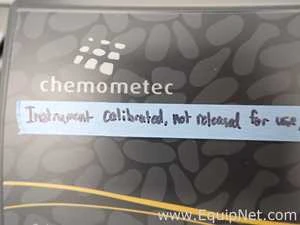 chemometec
Instrument calibrated, not released for use
www.EquipNet.com